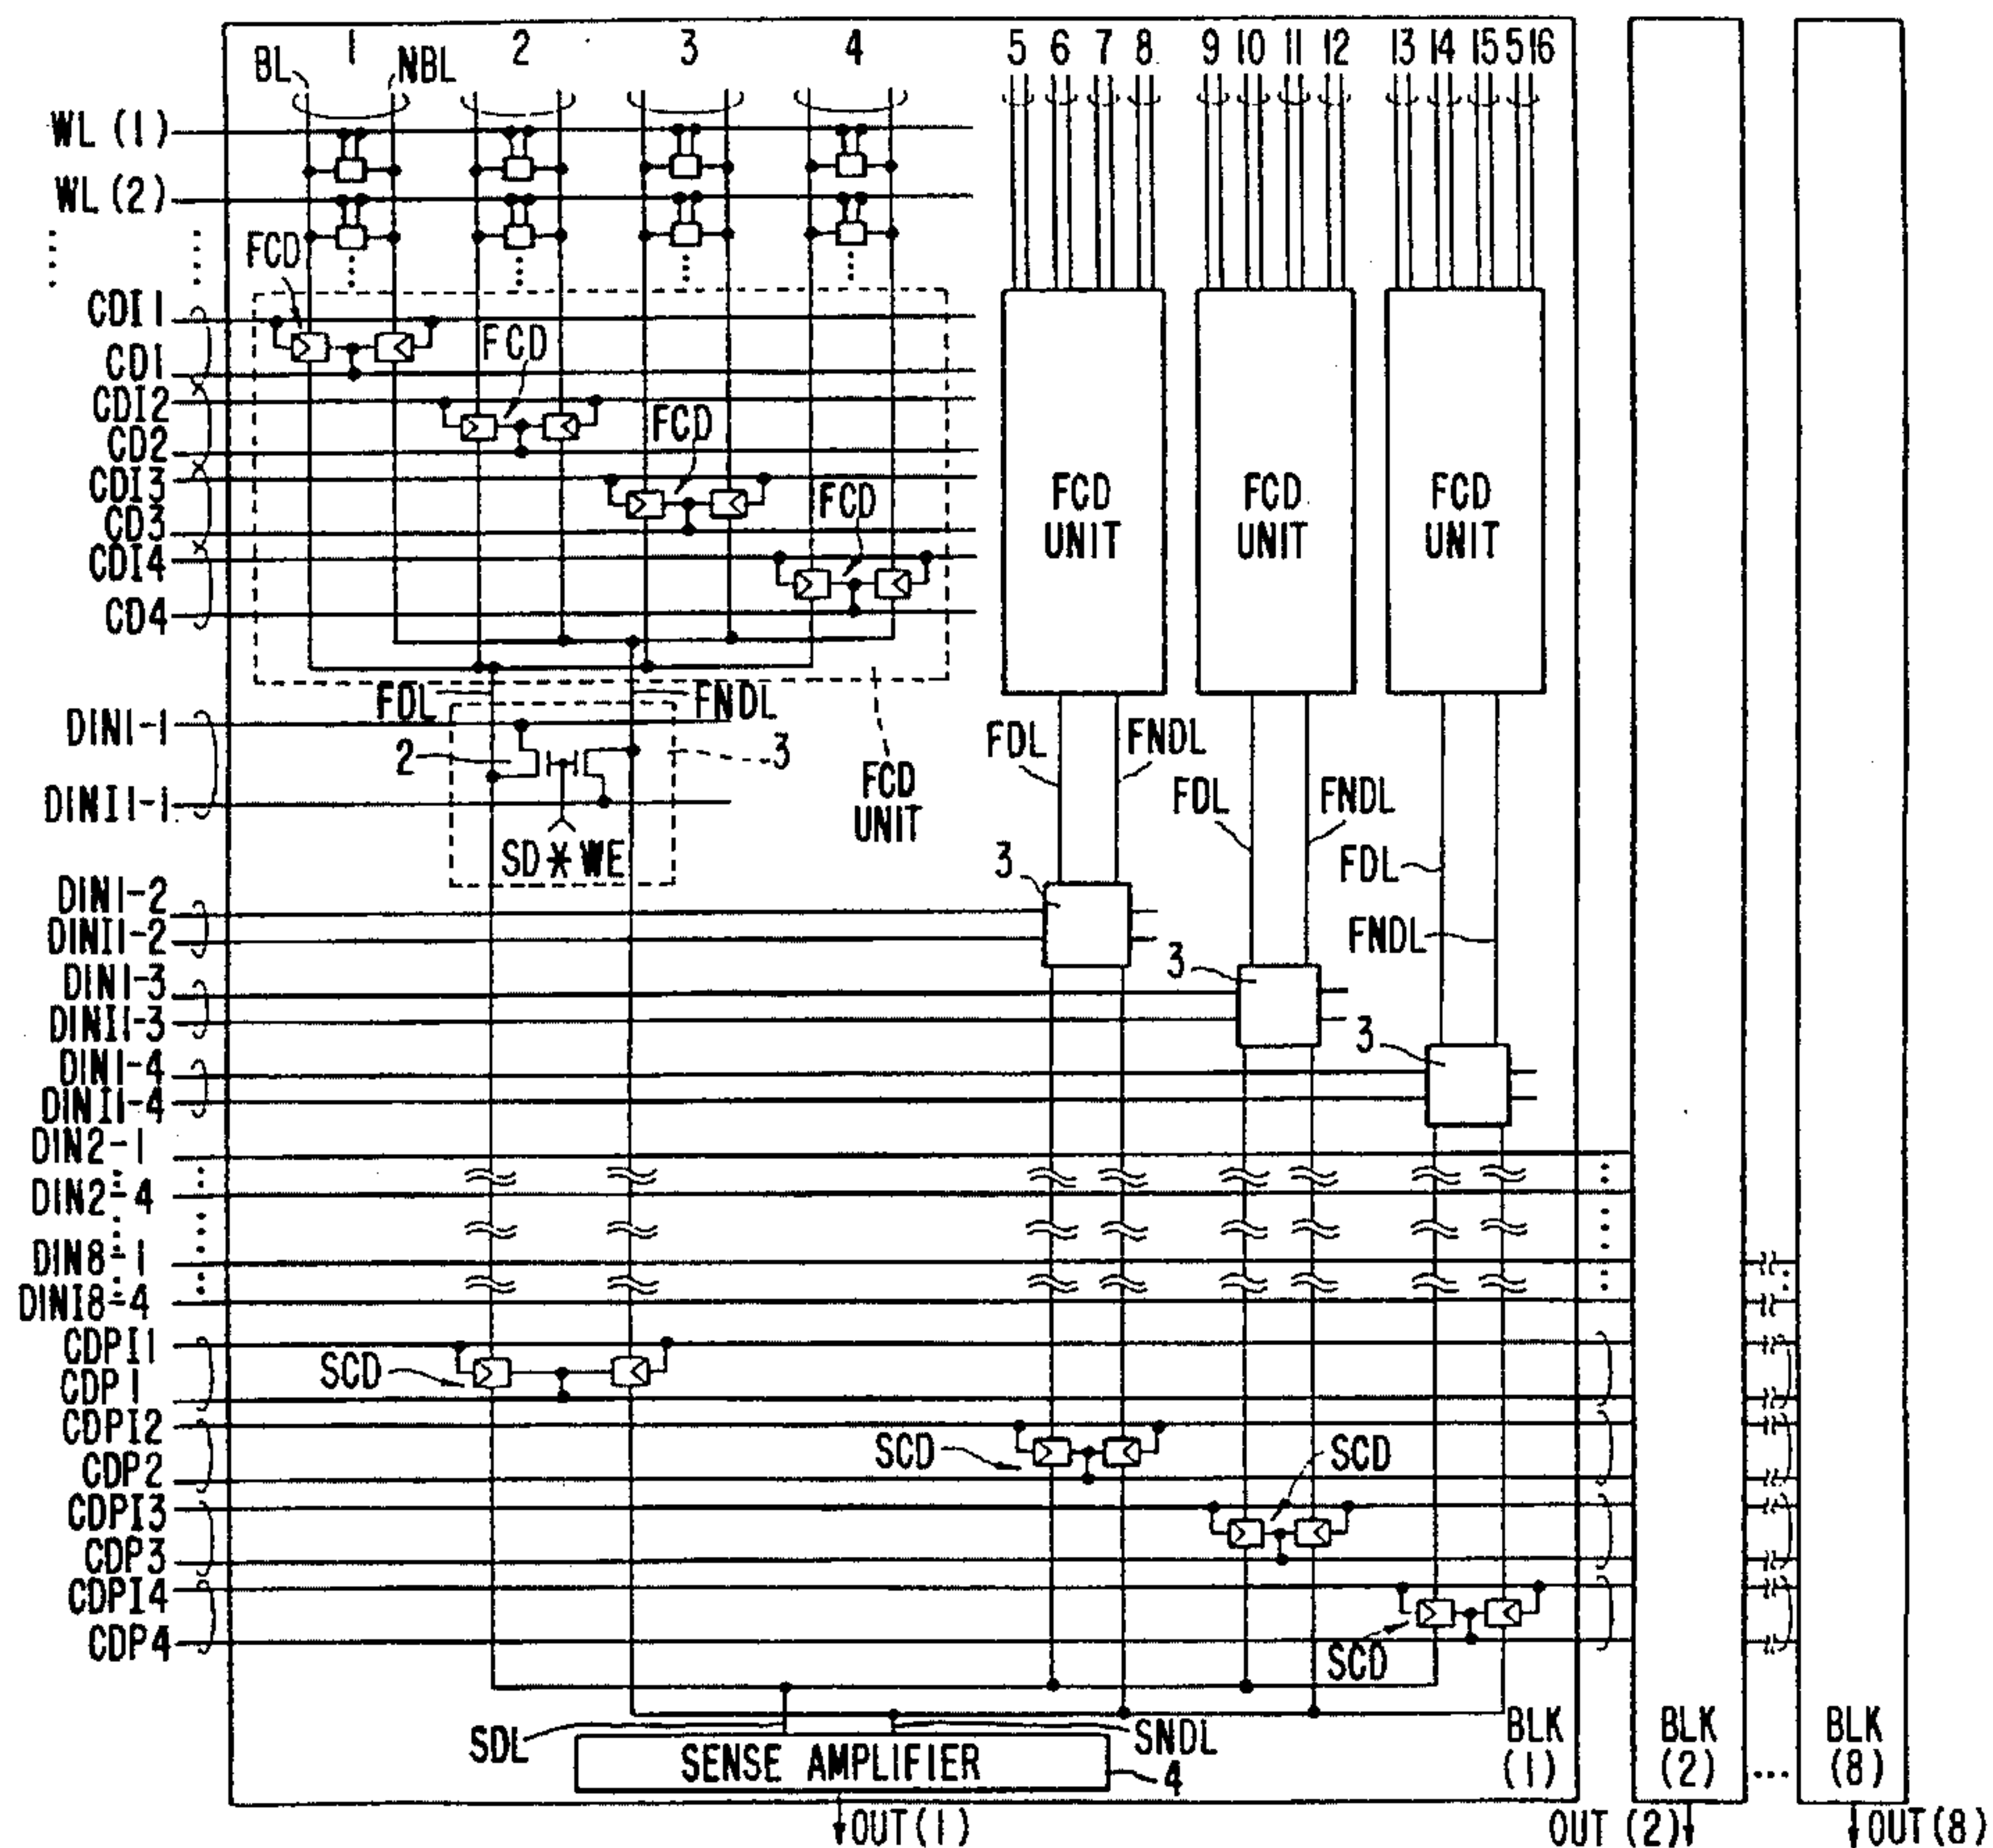 1 2 3 4 5 6 7 8 9 10 11 12 13 14 15 5 16
BL NBL
WL (1)
WL (2)
FCD
CDI1
CD1
FCD
CDI2
CD2
FCD
CDI3
CD3
FCD
CDI4
CD4
FCD UNIT
FCD UNIT
FCD UNIT
FDL FNDL
DIN1-1
2 3
DINI1-1
SD * WE
FCD
UNIT
FDL FNDL
FDL FNDL
FDL
FNDL
3
DIN1-2
DINI1-2
3
DIN1-3
DINI1-3
3
DIN1-4
DINI1-4
DIN2-1
DIN2-4
DIN8-1
DINI8-4
CDPI1
SCD
CDP1
CDPI2
SCD
CDP2
SCD
CDPI3
CDP3
CDPI4
CDP4
SCD
SDL SNDL
SENSE AMPLIFIER
4
BLK
(1)
BLK
(2)
...
BLK
(8)
OUT(1)
OUT (2)
OUT(8)